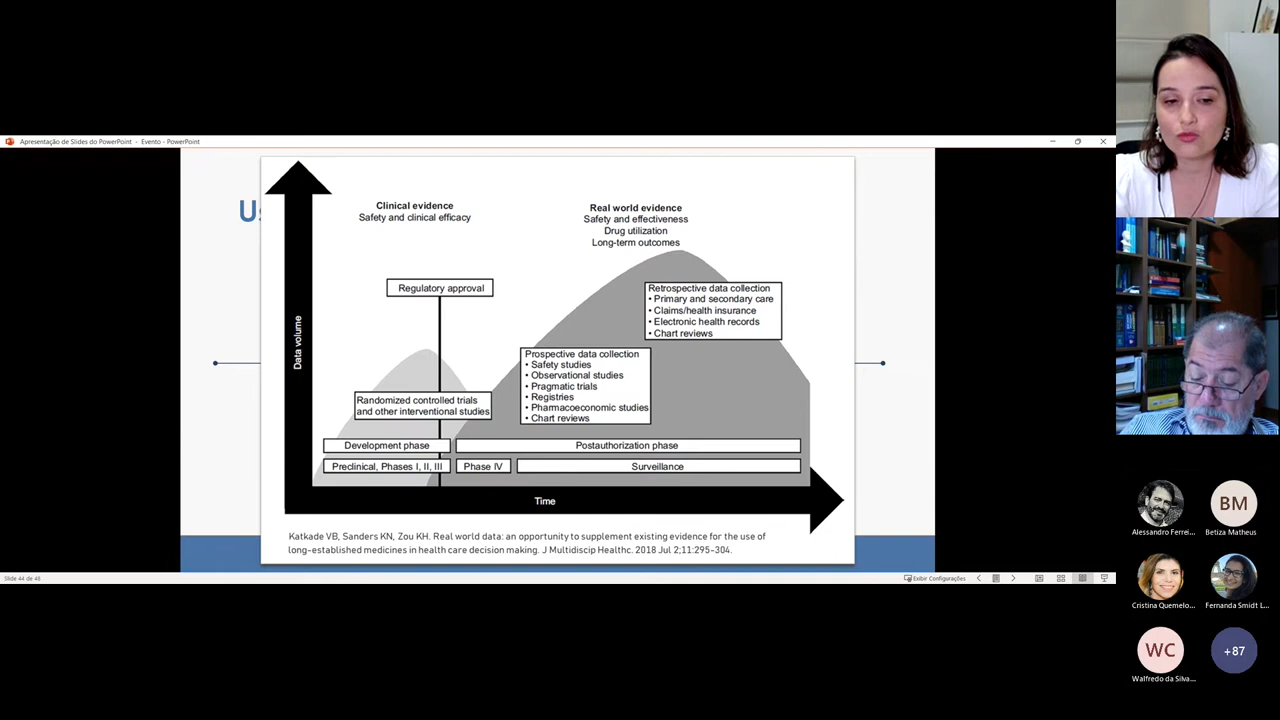 Apresentação de Slides do PowerPoint - Evento - PowerPoint
Clinical evidence
Safety and clinical efficacy
Real world evidence
Safety and effectiveness
Drug utilization
Long-term outcomes
Regulatory approval
Retrospective data collection
• Primary and secondary care
• Claims/health insurance
• Electronic health records
• Chart reviews
Data volume
Prospective data collection
• Safety studies
• Observational studies
• Pragmatic trials
• Registries
• Pharmacoeconomic studies
• Chart reviews
Randomized controlled trials
and other interventional studies
Development phase
Postauthorization phase
Preclinical, Phases I, II, III
Phase IV
Surveillance
Time
Katkade VB, Sanders KN, Zou KH. Real world data: an opportunity to supplement existing evidence for the use of
long-established medicines in health care decision making. J Multidiscip Healthc. 2018 Jul 2;11:295-304.
Slide 44 de 48
Exibir Configurações
BM
Alessandro Ferrei...
Betiza Matheus
Cristina Quemelo...
Fernanda Smidt L...
WC
+87
Walfredo da Silva...